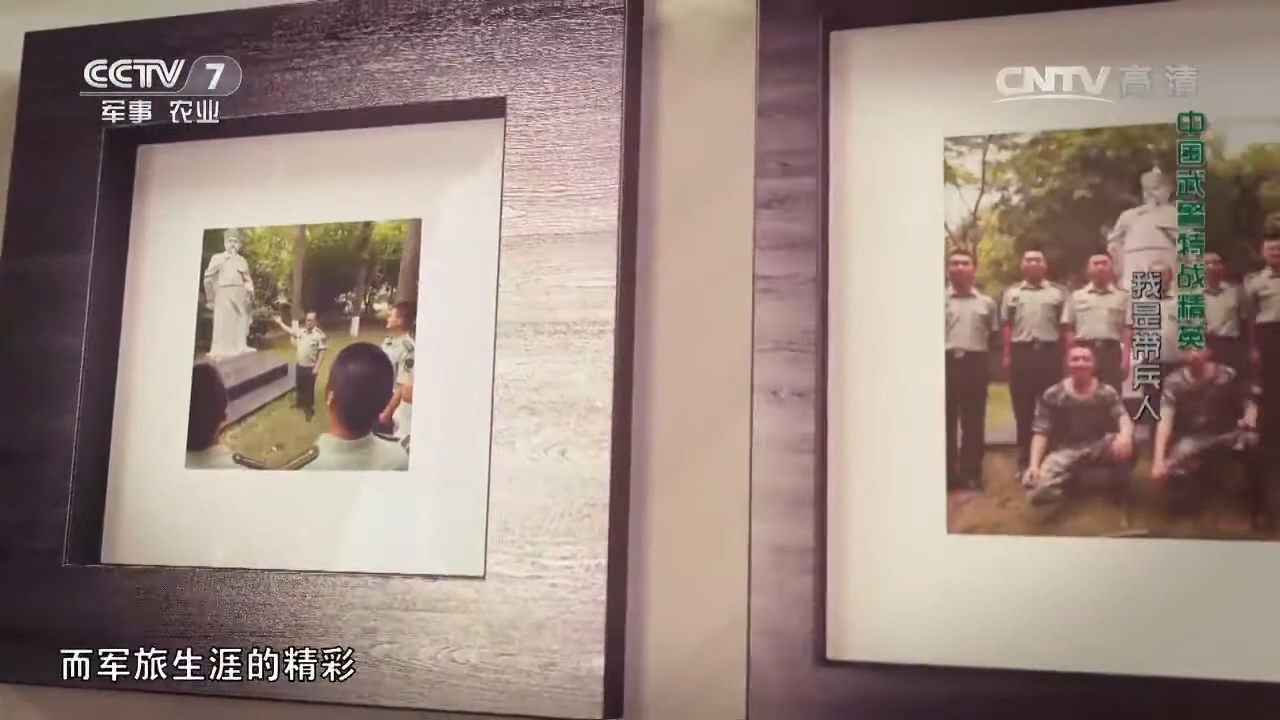 CCTV 7
军事 农业
CNTV 高清
中国武警特战精英
我是带兵人
而军旅生涯的精彩